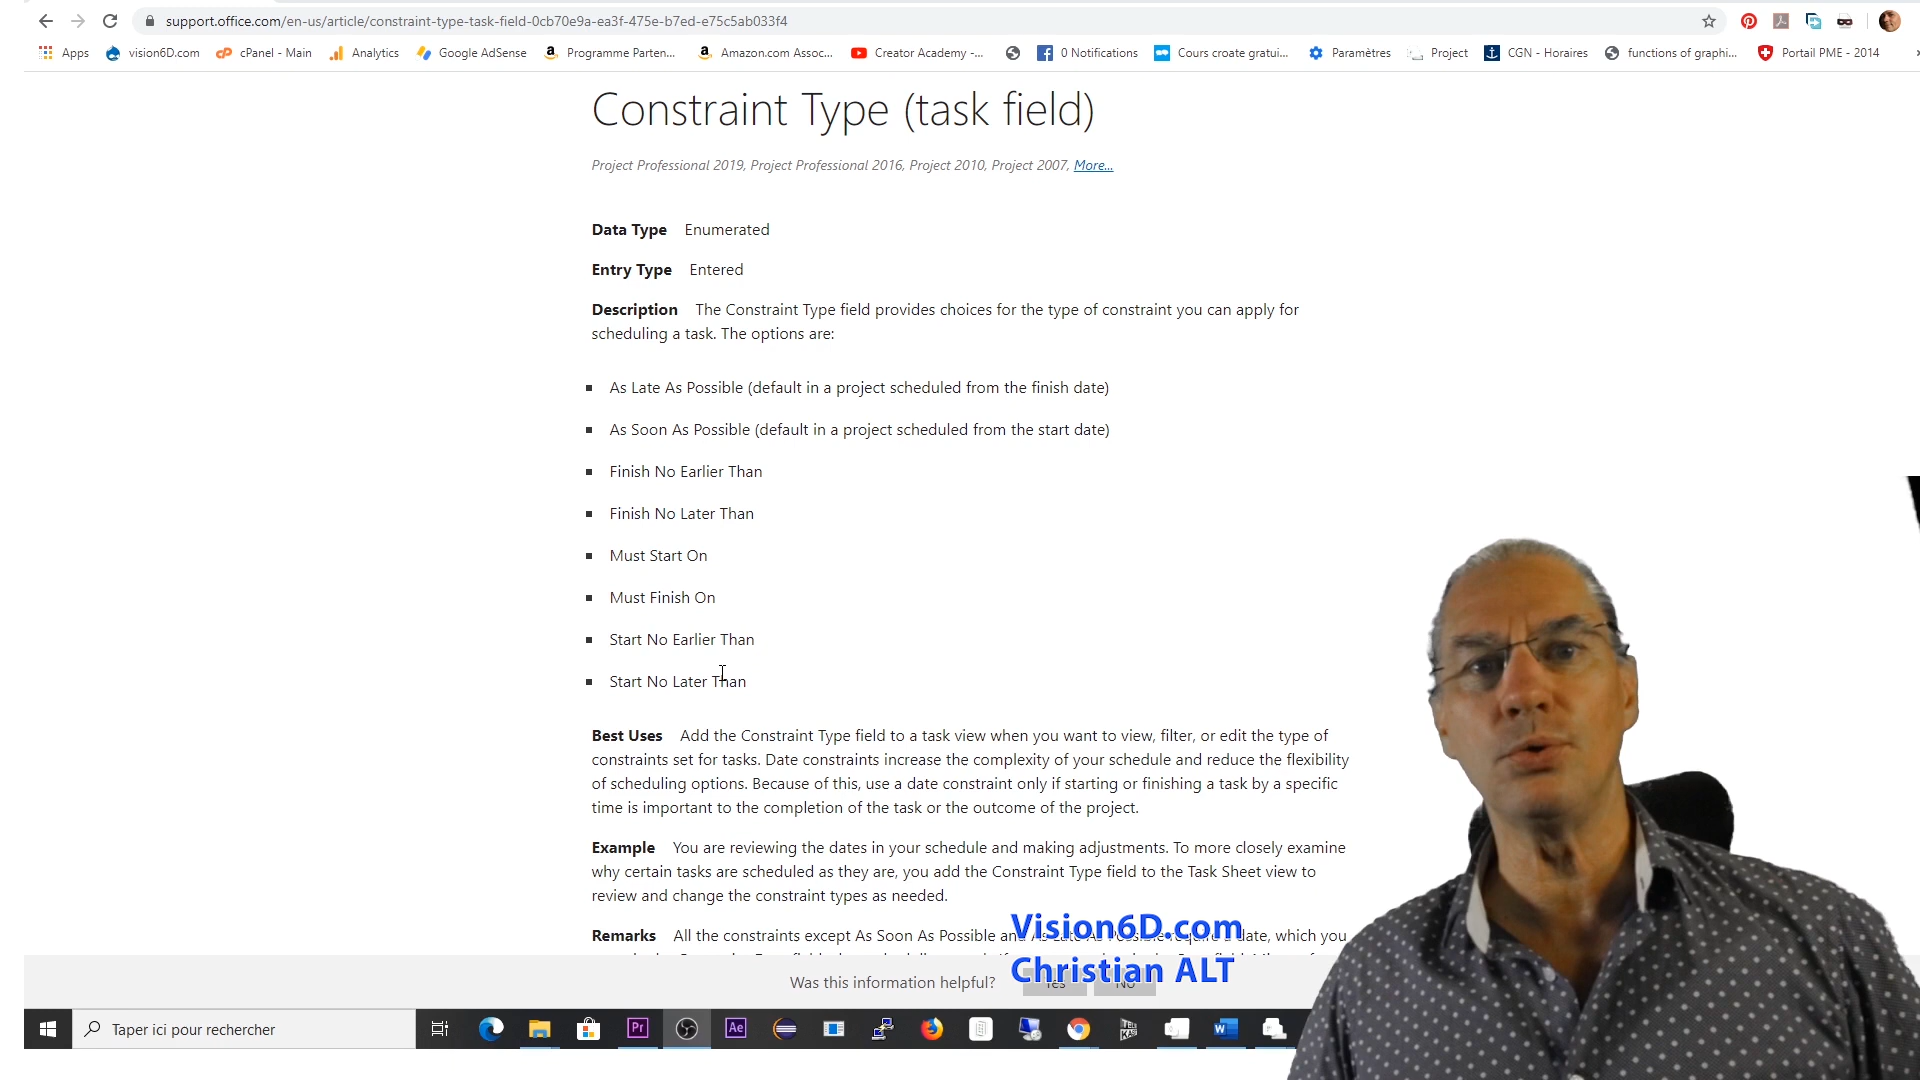 support.office.com/en-us/article/constraint-type-task-field-0cb70e9a-ea3f-475e-b7ed-e75c5ab033f4
Apps vision6D.com cPanel - Main Analytics Google AdSense Programme Parten... Amazon.com Assoc... Creator Academy -... 0 Notifications Cours croate gratui... Paramètres Project CGN - Horaires functions of graphi... Portail PME - 2014
Constraint Type (task field)
Project Professional 2019, Project Professional 2016, Project 2010, Project 2007, More...
Data Type Enumerated
Entry Type Entered
Description The Constraint Type field provides choices for the type of constraint you can apply for
scheduling a task. The options are:
As Late As Possible (default in a project scheduled from the finish date)
As Soon As Possible (default in a project scheduled from the start date)
Finish No Earlier Than
Finish No Later Than
Must Start On
Must Finish On
Start No Earlier Than
Start No Later Than
Best Uses Add the Constraint Type field to a task view when you want to view, filter, or edit the type of
constraints set for tasks. Date constraints increase the complexity of your schedule and reduce the flexibility
of scheduling options. Because of this, use a date constraint only if starting or finishing a task by a specific
time is important to the completion of the task or the outcome of the project.
Example You are reviewing the dates in your schedule and making adjustments. To more closely examine
why certain tasks are scheduled as they are, you add the Constraint Type field to the Task Sheet view to
review and change the constraint types as needed.
Remarks All the constraints except As Soon As Possible and As Late As Possible require a date, which you
Vision6D.com
Christian ALT
Was this information helpful? Yes No
Taper ici pour rechercher
Pr Ae